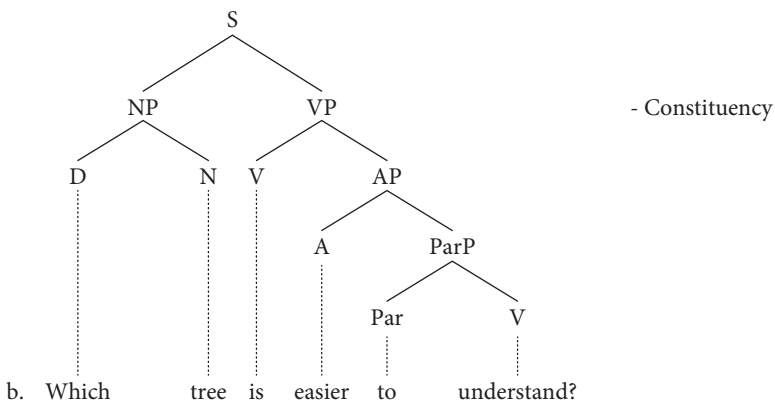 S
NP VP - Constituency
D N V AP
A ParP
Par V
b. Which tree is easier to understand?